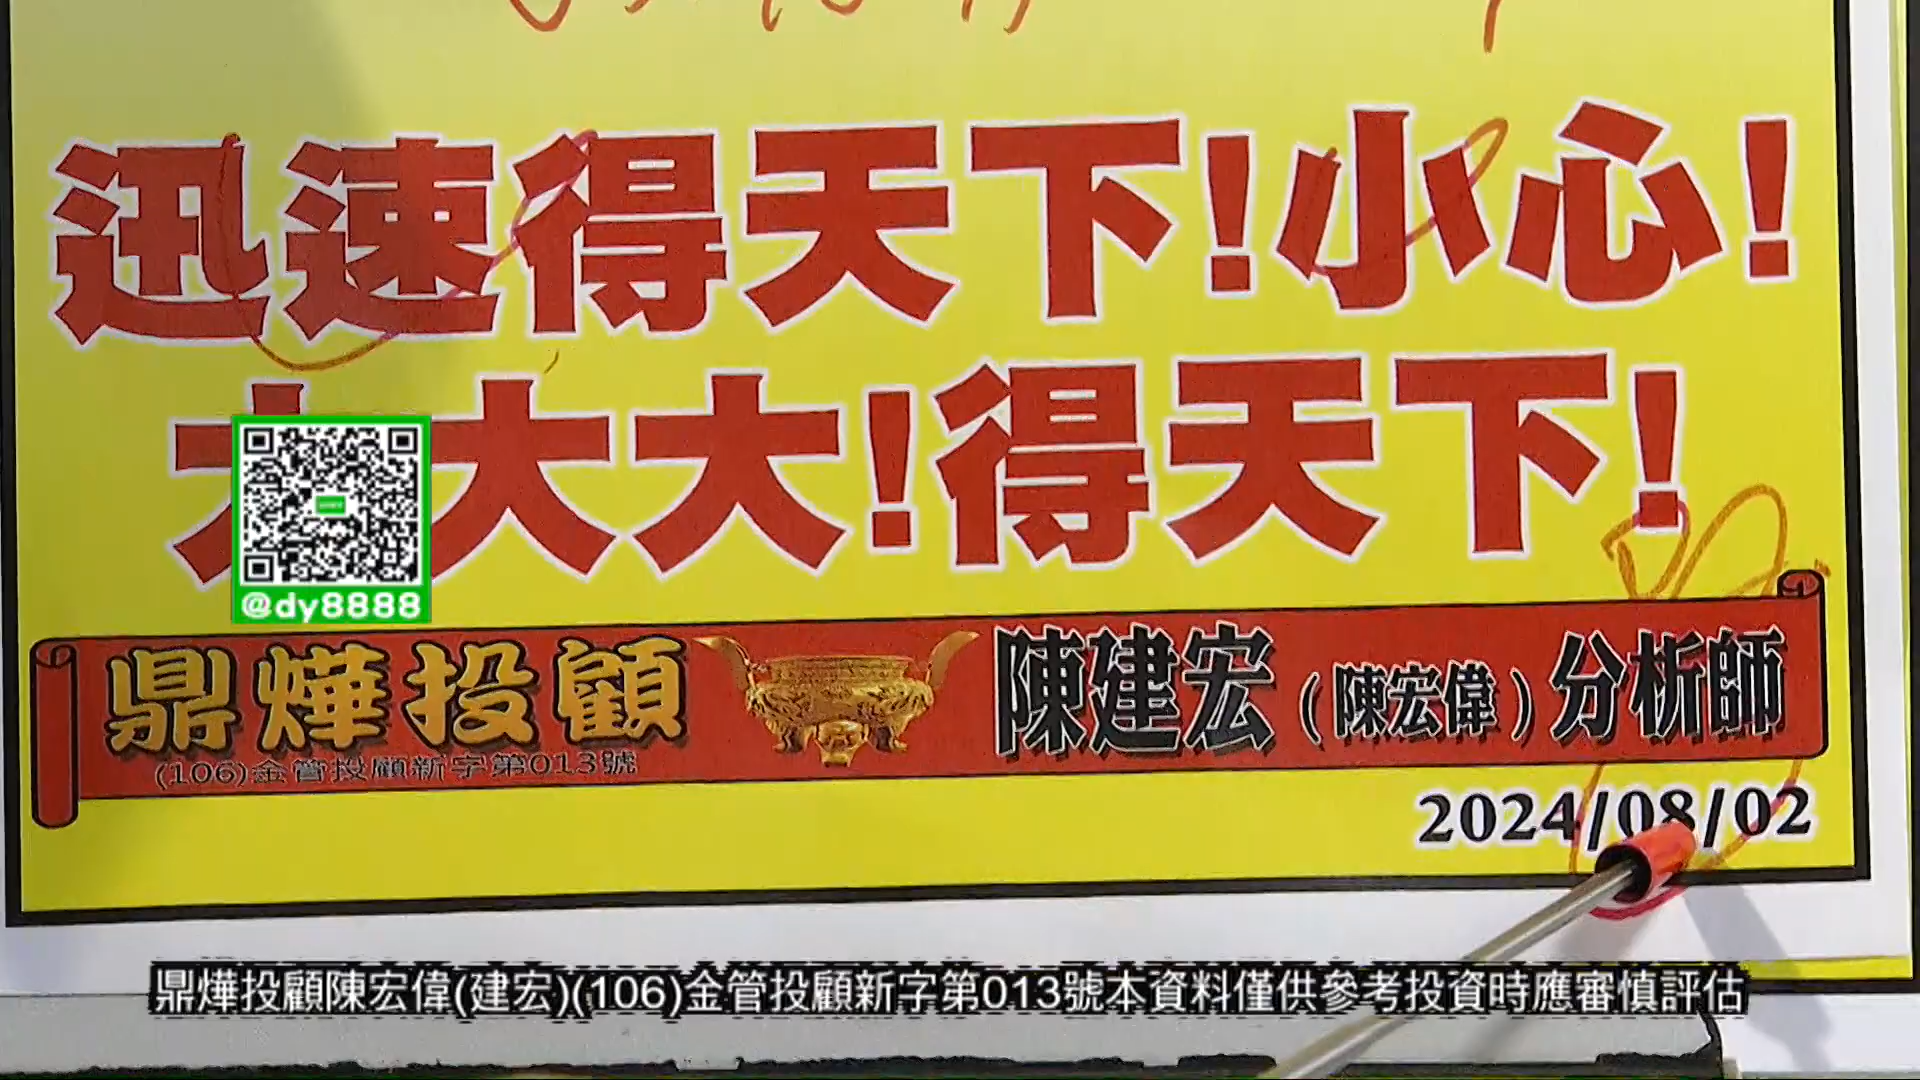 迅速得天下!小心!
大大大!得天下!
@dy8888
鼎燁投顧 陳建宏(陳宏偉)分析師
(106)金管投顧新字第013號
2024/08/02
鼎燁投顧陳宏偉(建宏)(106)金管投顧新字第013號本資料僅供參考投資時應審慎評估